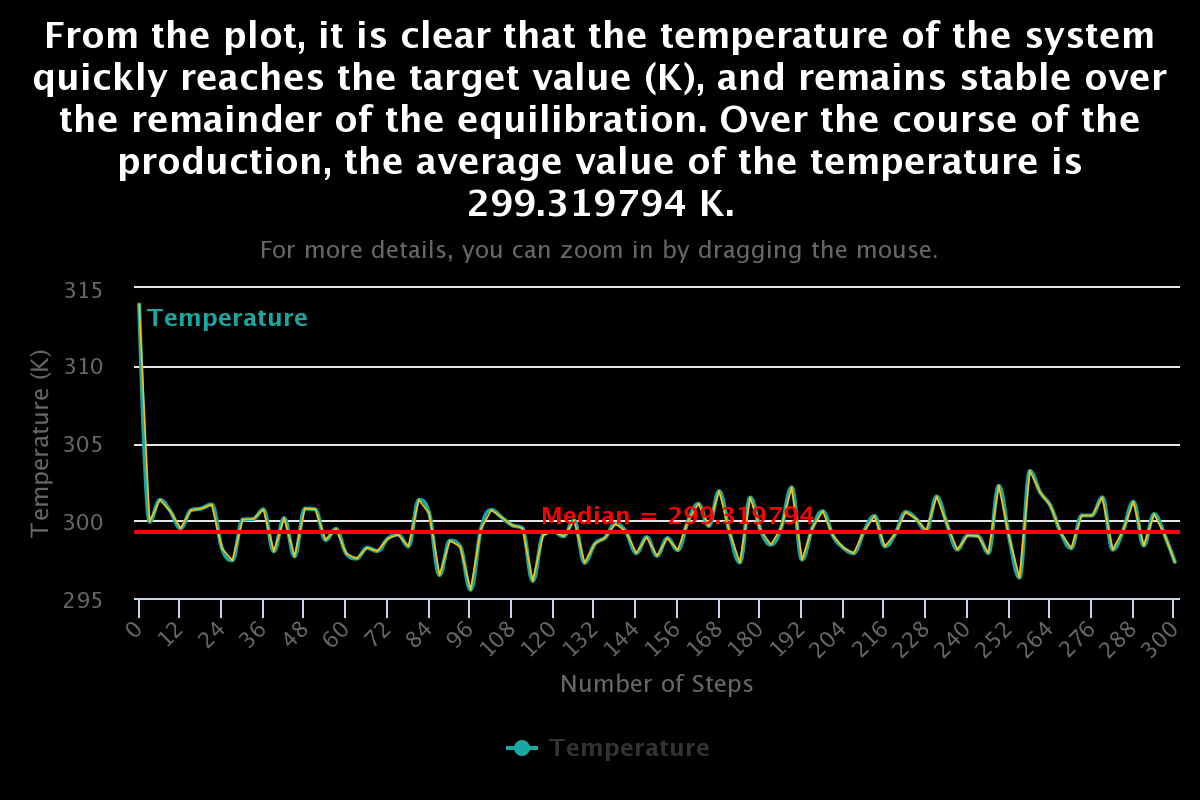 From the plot, it is clear that the temperature of the system
quickly reaches the target value (K), and remains stable over
the remainder of the equilibration. Over the course of the
production, the average value of the temperature is
299.319794 K.
For more details, you can zoom in by dragging the mouse.
315
Temperature
310
305
Temperature (K)
300
Median = 299.319794
295
0 12 24 36 48 60 72 84 96 108 120 132 144 156 168 180 192 204 216 228 240 252 264 276 288 300
Number of Steps
Temperature